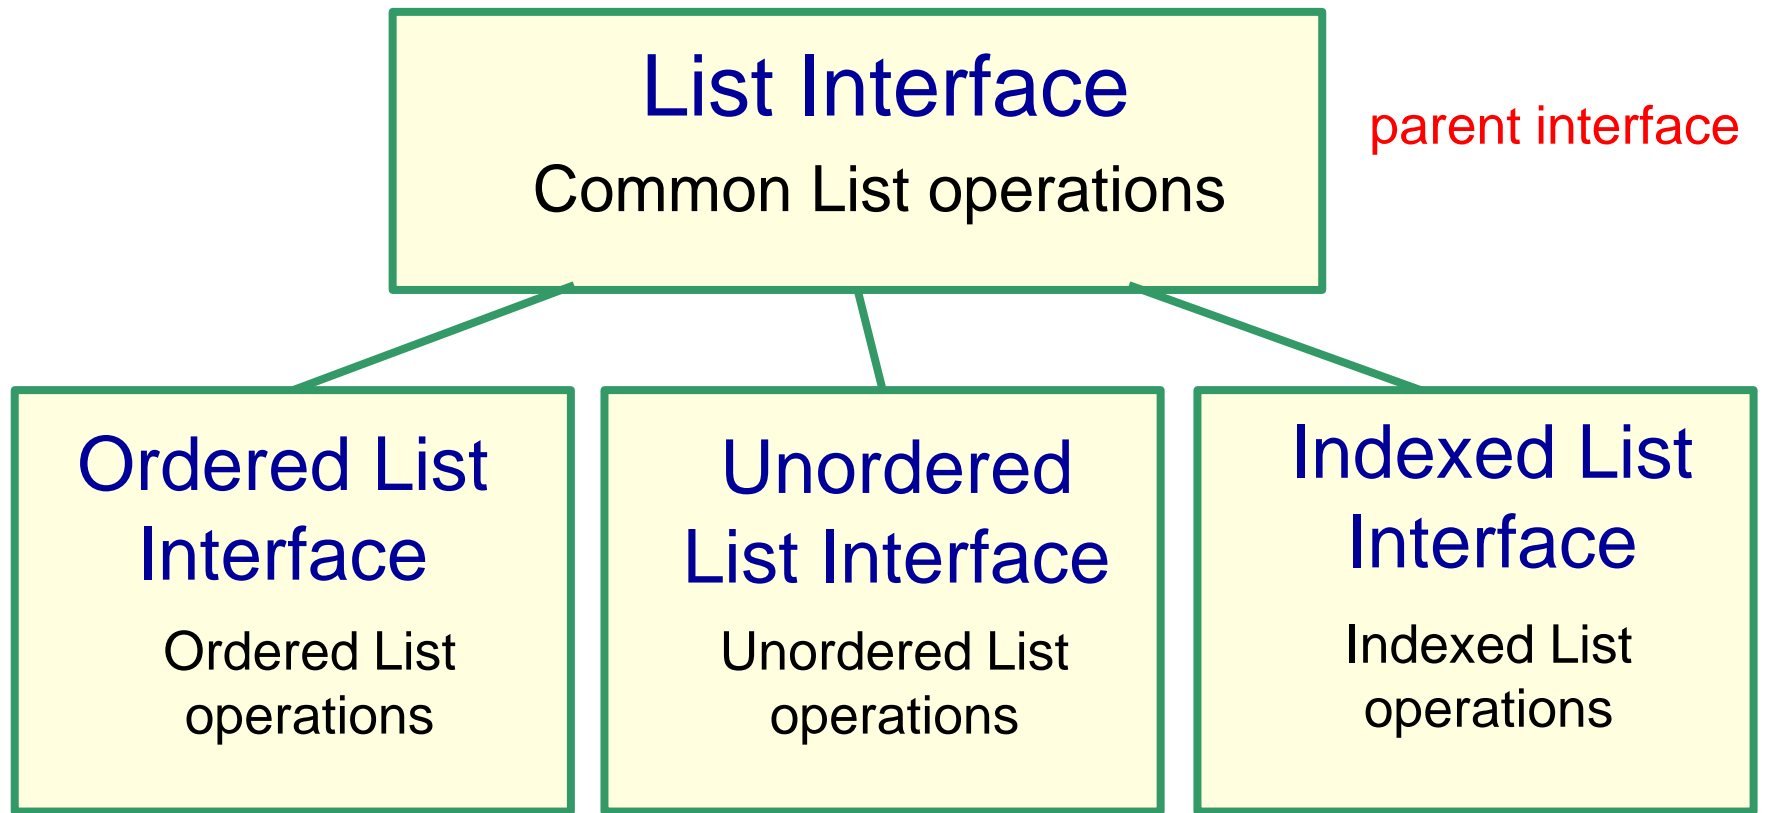 List Interface
Common List operations
parent interface
Ordered List
Interface
Ordered List
operations
Unordered
List Interface
Unordered List
operations
Indexed List
Interface
Indexed List
operations